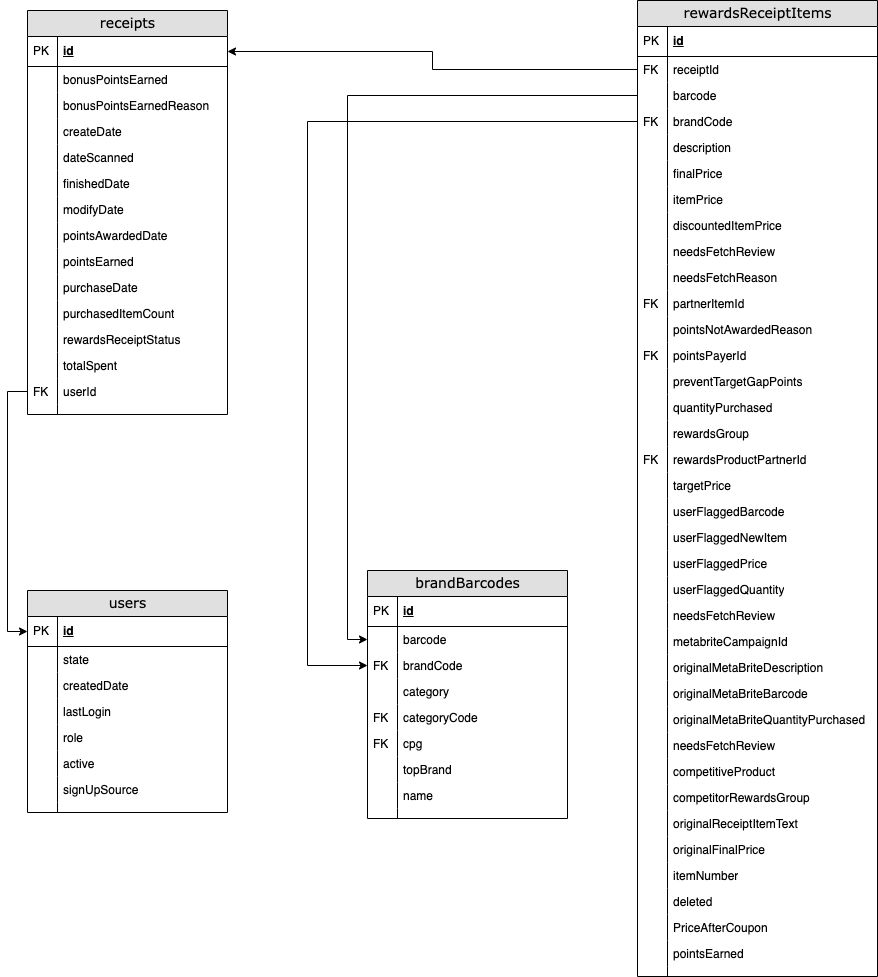 receipts
PK id
bonusPointsEarned
bonusPointsEarnedReason
createDate
dateScanned
finishedDate
modifyDate
pointsAwardedDate
pointsEarned
purchaseDate
purchasedItemCount
rewardsReceiptStatus
totalSpent
FK userId
users
PK id
state
createdDate
lastLogin
role
active
signUpSource
brandBarcodes
PK id
barcode
FK brandCode
category
FK categoryCode
FK cpg
topBrand
name
rewardsReceiptItems
PK id
FK receiptId
barcode
FK brandCode
description
finalPrice
itemPrice
discountedItemPrice
needsFetchReview
needsFetchReason
FK partnerItemId
pointsNotAwardedReason
FK pointsPayerId
preventTargetGapPoints
quantityPurchased
rewardsGroup
FK rewardsProductPartnerId
targetPrice
userFlaggedBarcode
userFlaggedNewItem
userFlaggedPrice
userFlaggedQuantity
needsFetchReview
metabriteCampaignId
originalMetaBriteDescription
originalMetaBriteBarcode
originalMetaBriteQuantityPurchased
needsFetchReview
competitiveProduct
competitorRewardsGroup
originalReceiptItemText
originalFinalPrice
itemNumber
deleted
PriceAfterCoupon
pointsEarned